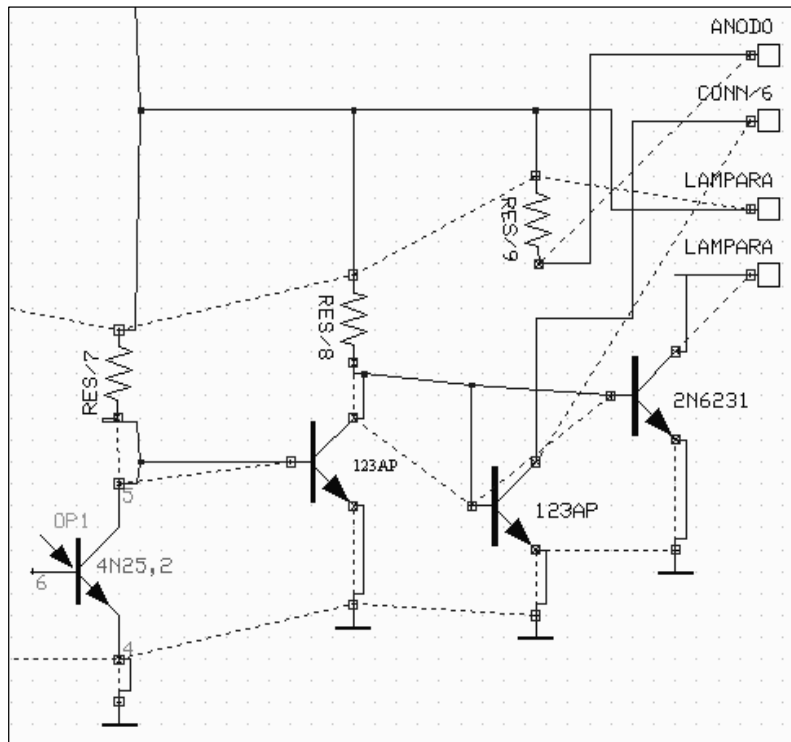 ANODO
CONN/6
LAMPARA
RES/9
LAMPARA
RES/8
RES/7
2N6231
123AP
5
123AP
OP1
4N25,2
6
4